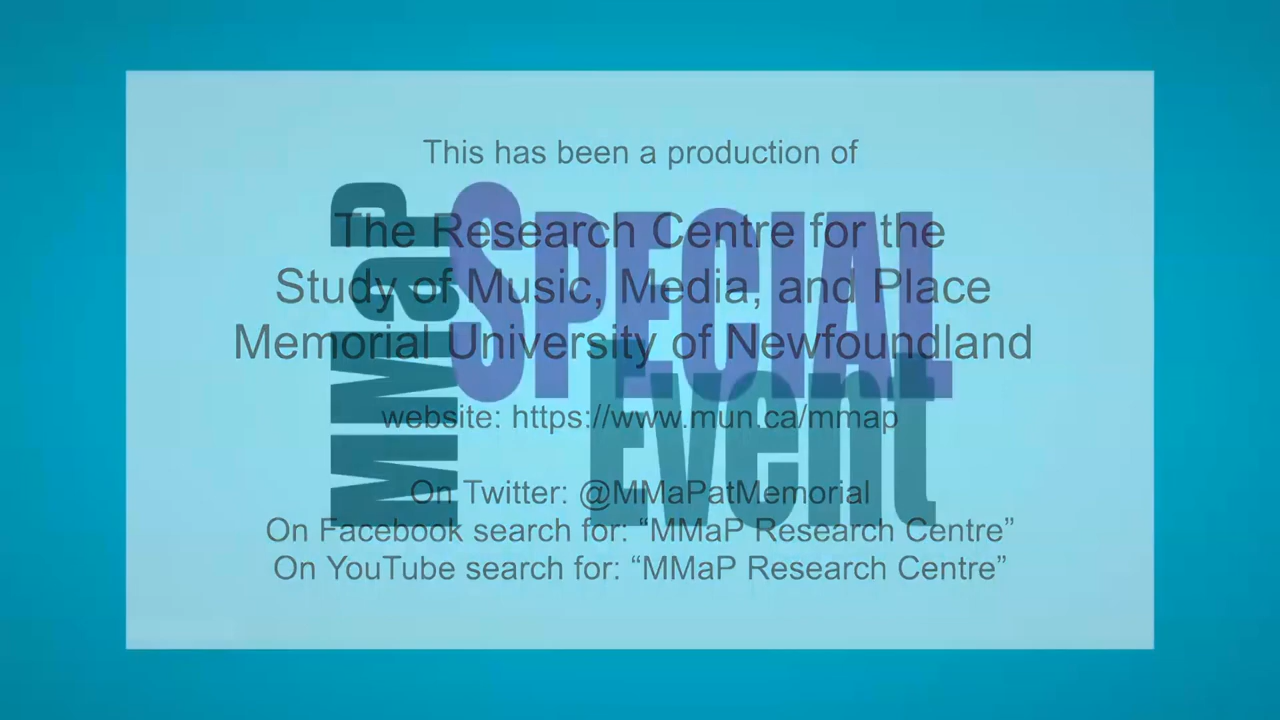 This has been a production of
The Research Centre for the
Study of Music, Media, and Place
Memorial University of Newfoundland
website: https://www.mun.ca/mmap
On Twitter: @MMaPatMemorial
On Facebook search for: “MMaP Research Centre”
On YouTube search for: “MMaP Research Centre”
MMaP
SPECIAL
Event